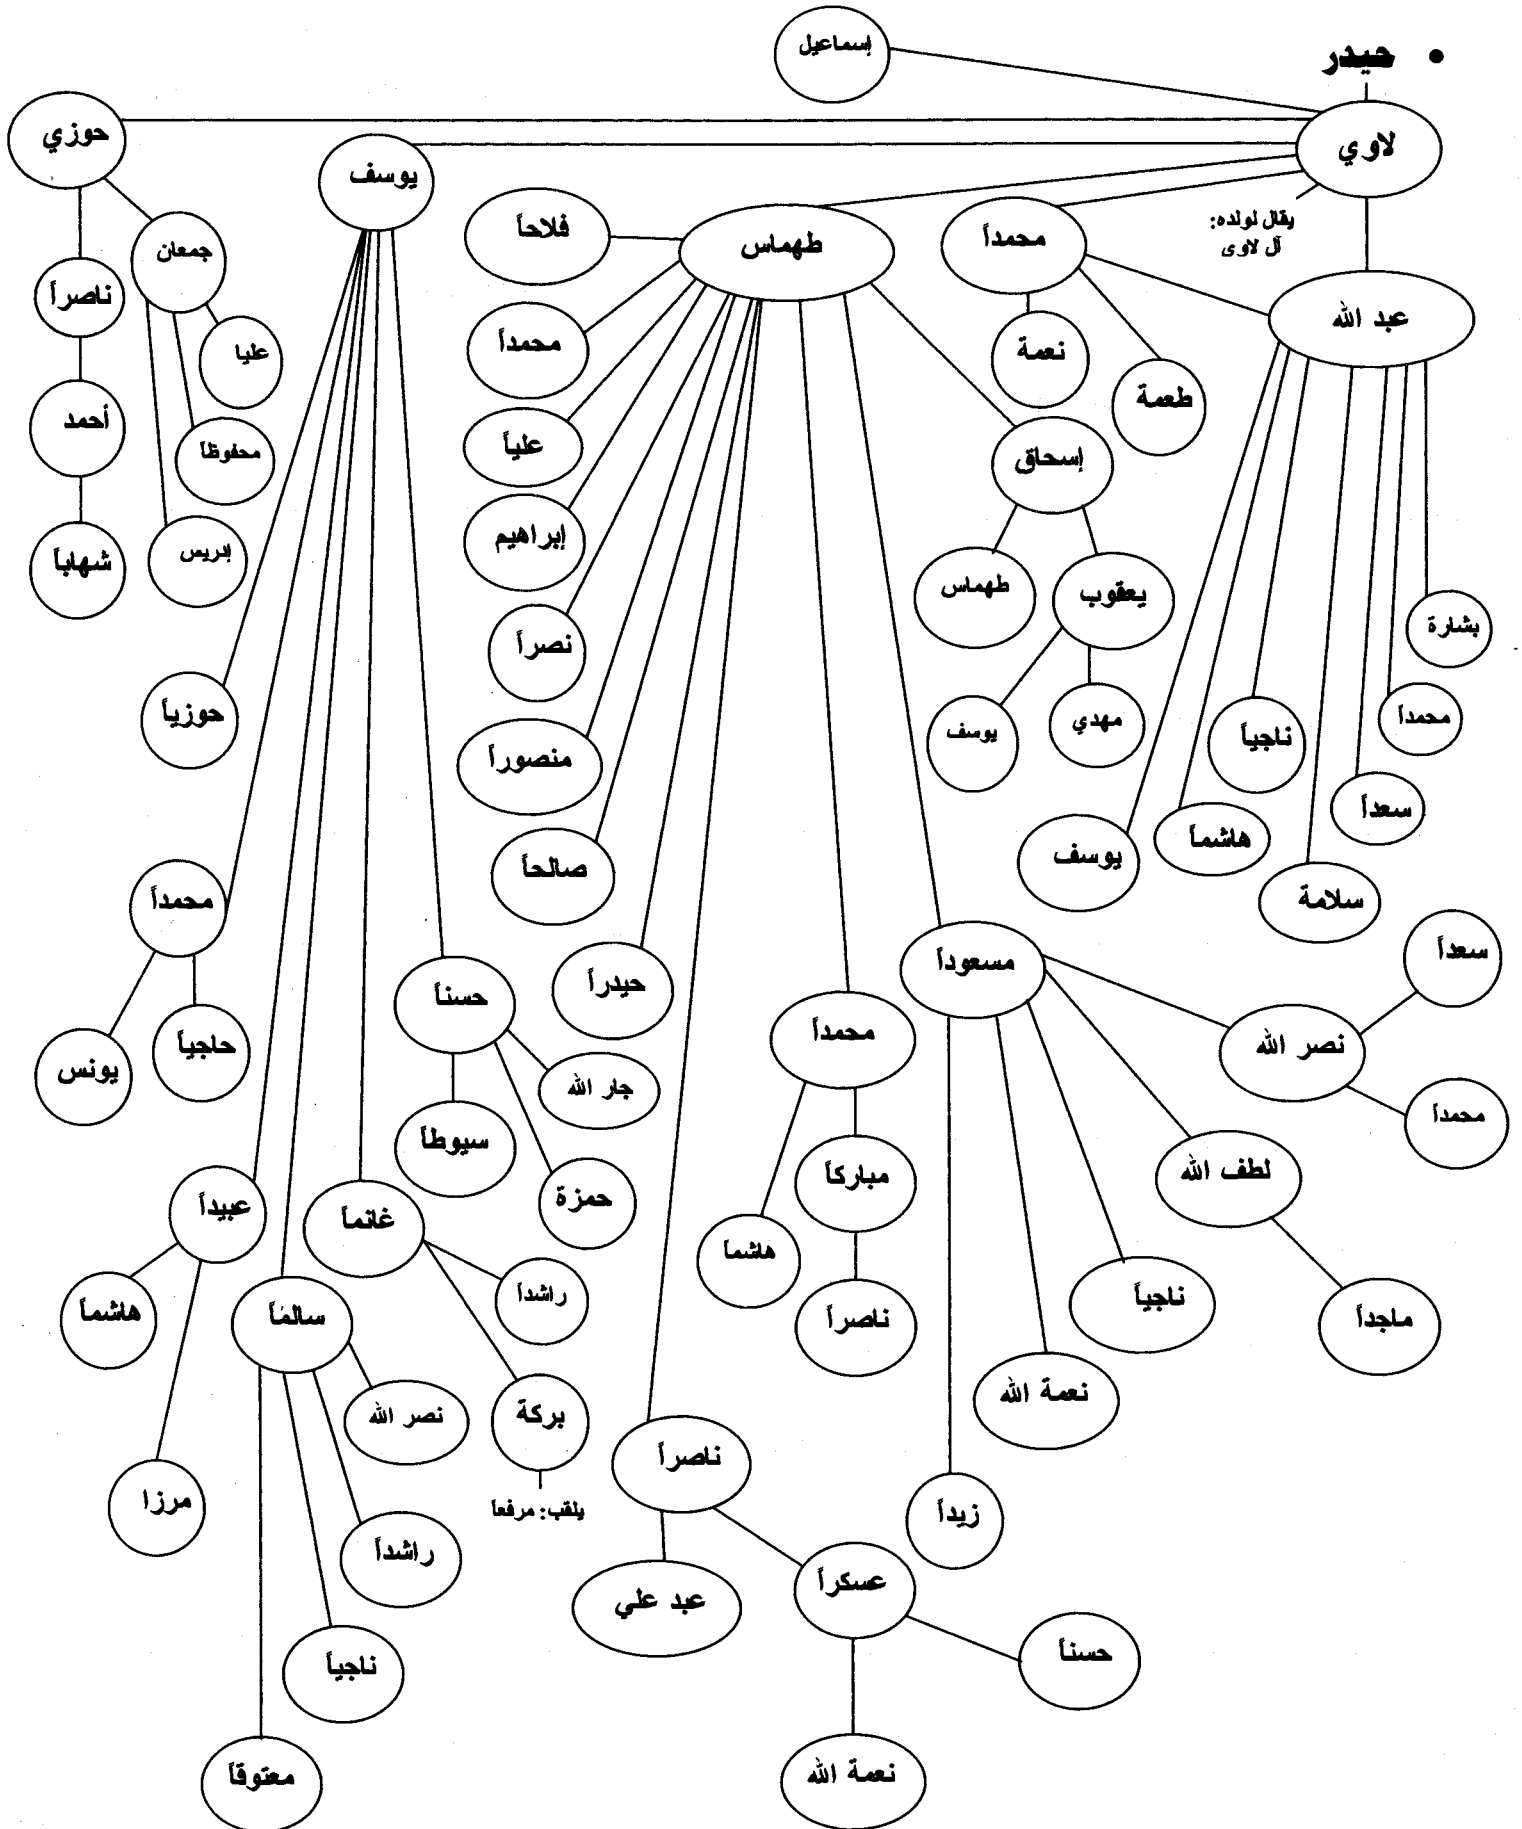 • حيدر
إسماعيل
لاوي
حوزي
يوسف
يقال لولده:
آل لاوى
طهماس
محمداً
فلاحاً
جمعان
عبد الله
ناصراً
عليا
محمداً
نعمة
طعمة
أحمد
محفوظاً
علياً
إسحاق
شهاباً
إدريس
إبراهيم
طهماس
يعقوب
بشارة
نصراً
حوزياً
منصوراً
يوسف
مهدي
ناجياً
محمداً
سعداً
هاشماً
يوسف
صالحاً
سلامة
محمداً
مسعوداً
سعداً
حسناً
حيدراً
محمداً
نصر الله
يونس
حاجياً
جار الله
محمداً
سيوطاً
لطف الله
مباركاً
حمزة
عبيداً
غانماً
هاشماً
راشداً
ناجياً
هاشماً
سالماً
ناصراً
ماجداً
نعمة الله
نصر الله
بركة
يلقب: مرفعاً
ناصراً
مرزا
زيداً
راشداً
عبد علي
عسكراً
حسناً
ناجياً
معتوقاً
نعمة الله